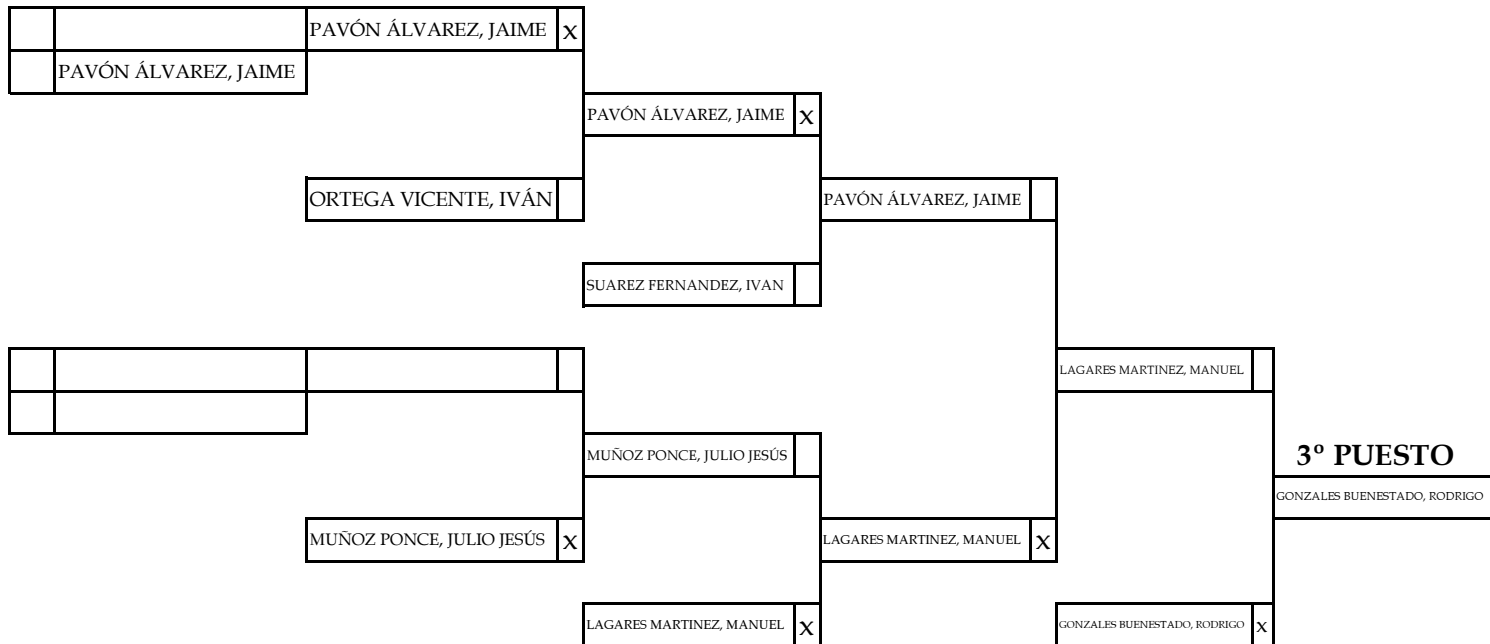 PAVÓN ÁLVAREZ, JAIME X
PAVÓN ÁLVAREZ, JAIME
PAVÓN ÁLVAREZ, JAIME X
ORTEGA VICENTE, IVÁN
PAVÓN ÁLVAREZ, JAIME
SUAREZ FERNANDEZ, IVAN
LAGARES MARTINEZ, MANUEL
MUÑOZ PONCE, JULIO JESÚS
3º PUESTO
GONZALES BUENESTADO, RODRIGO
MUÑOZ PONCE, JULIO JESÚS X
LAGARES MARTINEZ, MANUEL X
LAGARES MARTINEZ, MANUEL X
GONZALES BUENESTADO, RODRIGO X